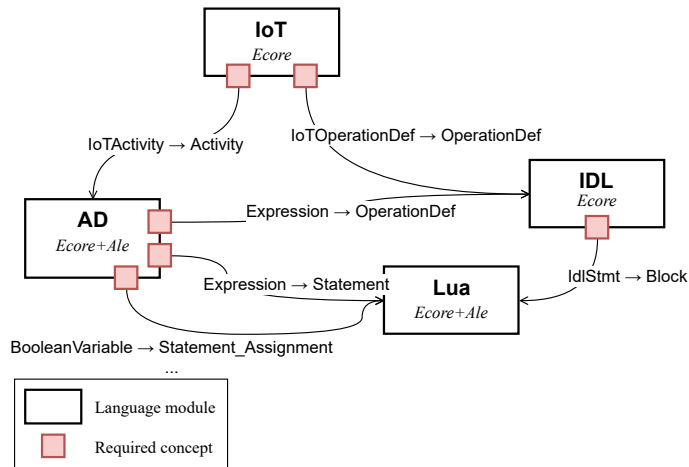 IoT
Ecore
IoTActivity → Activity
IoTOperationDef → OperationDef
IDL
Ecore
AD
Ecore+Ale
Expression → OperationDef
Expression → Statement
Lua
Ecore+Ale
IdlStmt → Block
BooleanVariable → Statement_Assignment
...
Language module
Required concept